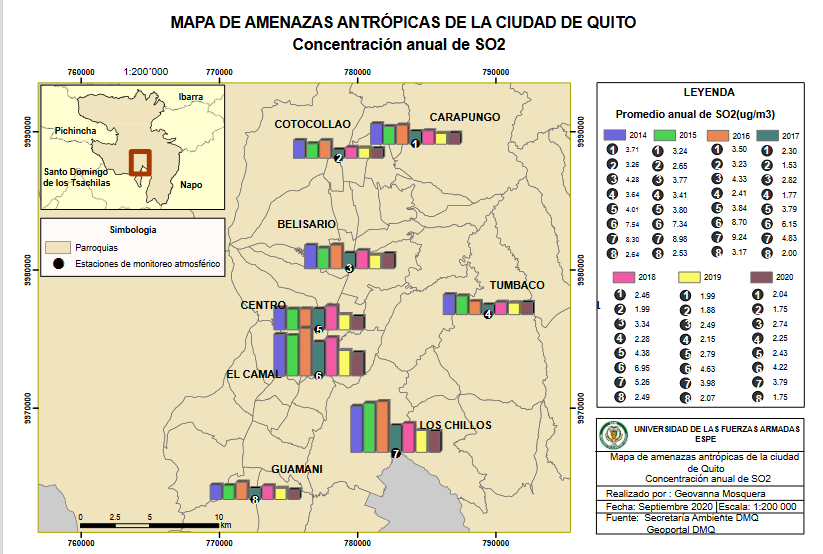 MAPA DE AMENAZAS ANTRÓPICAS DE LA CIUDAD DE QUITO
Concentración anual de SO2
760000 1:200´000 770000 780000 790000
9990000
9980000
9970000
9990000
9980000
9970000
Ibarra
Pichincha
Santo Domingo
de los Tsáchilas
Napo
Simbologia
Parroquias
Estaciones de monitoreo atmosférico
COTOCOLLAO
CARAPUNGO
BELISARIO
TUMBACO
CENTRO
EL CAMAL
LOS CHILLOS
GUAMANI
1
2
3
4
5
6
7
8
0 2.5 5 10
km
760000 770000 780000 790000
LEYENDA
Promedio anual de SO2(ug/m3)
2014 2015 2016 2017
1 3.71 1 3.24 1 3.50 1 2.30
2 3.26 2 2.65 2 3.23 2 1.53
3 4.28 3 3.77 3 4.33 3 2.82
4 3.64 4 3.41 4 2.41 4 1.77
5 4.01 5 3.80 5 3.84 5 3.79
6 7.54 6 7.34 6 8.70 6 6.15
7 8.30 7 8.98 7 9.24 7 4.83
8 2.64 8 2.53 8 3.17 8 2.00
2018 2019 2020
1 2.45 1 1.99 1 2.04
2 1.99 2 1.88 2 1.75
3 3.34 3 2.49 3 2.74
4 2.28 4 2.15 4 2.25
5 4.38 5 2.79 5 2.43
6 6.95 6 4.63 6 4.22
7 5.26 7 3.98 7 3.79
8 2.49 8 2.07 8 1.75
UNIVERSIDAD DE LAS FUERZAS ARMADAS
ESPE
Mapa de amenazas antrópicas de la ciudad
de Quito
Concentración anual de SO2
Realizado por : Geovanna Mosquera
Fecha: Septiembre 2020 Escala: 1:200 000
Fuente: Secretaría Ambiente DMQ
Geoportal DMQ